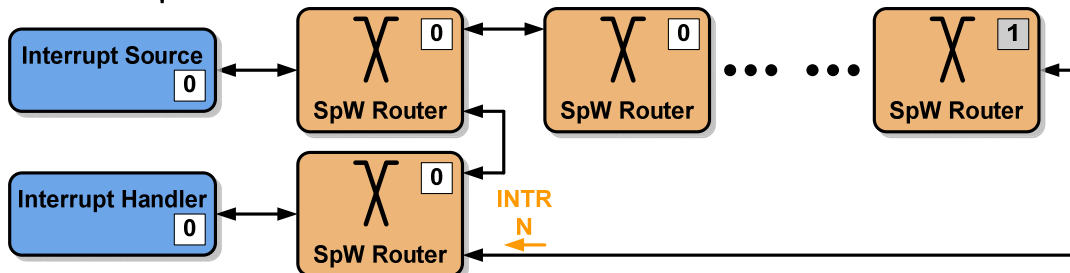 Interrupt Source
0
0
SpW Router
0
SpW Router
1
SpW Router
Interrupt Handler
0
0
SpW Router
INTR
N